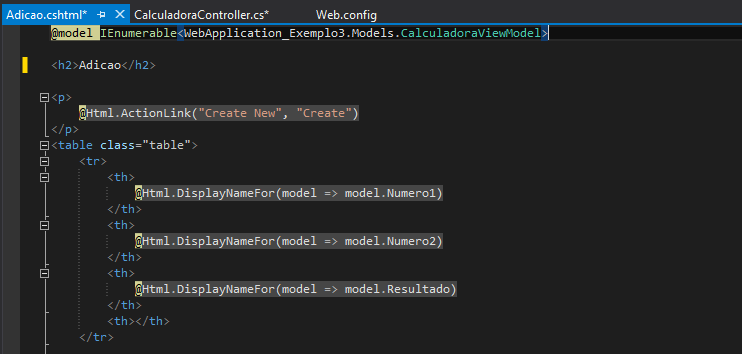 Adicao.cshtml* CalculadoraController.cs* Web.config
@model IEnumerable<WebApplication_Exemplo3.Models.CalculadoraViewModel>
<h2>Adicao</h2>
<p>
@Html.ActionLink("Create New", "Create")
</p>
<table class="table">
<tr>
<th>
@Html.DisplayNameFor(model => model.Numero1)
</th>
<th>
@Html.DisplayNameFor(model => model.Numero2)
</th>
<th>
@Html.DisplayNameFor(model => model.Resultado)
</th>
<th></th>
</tr>